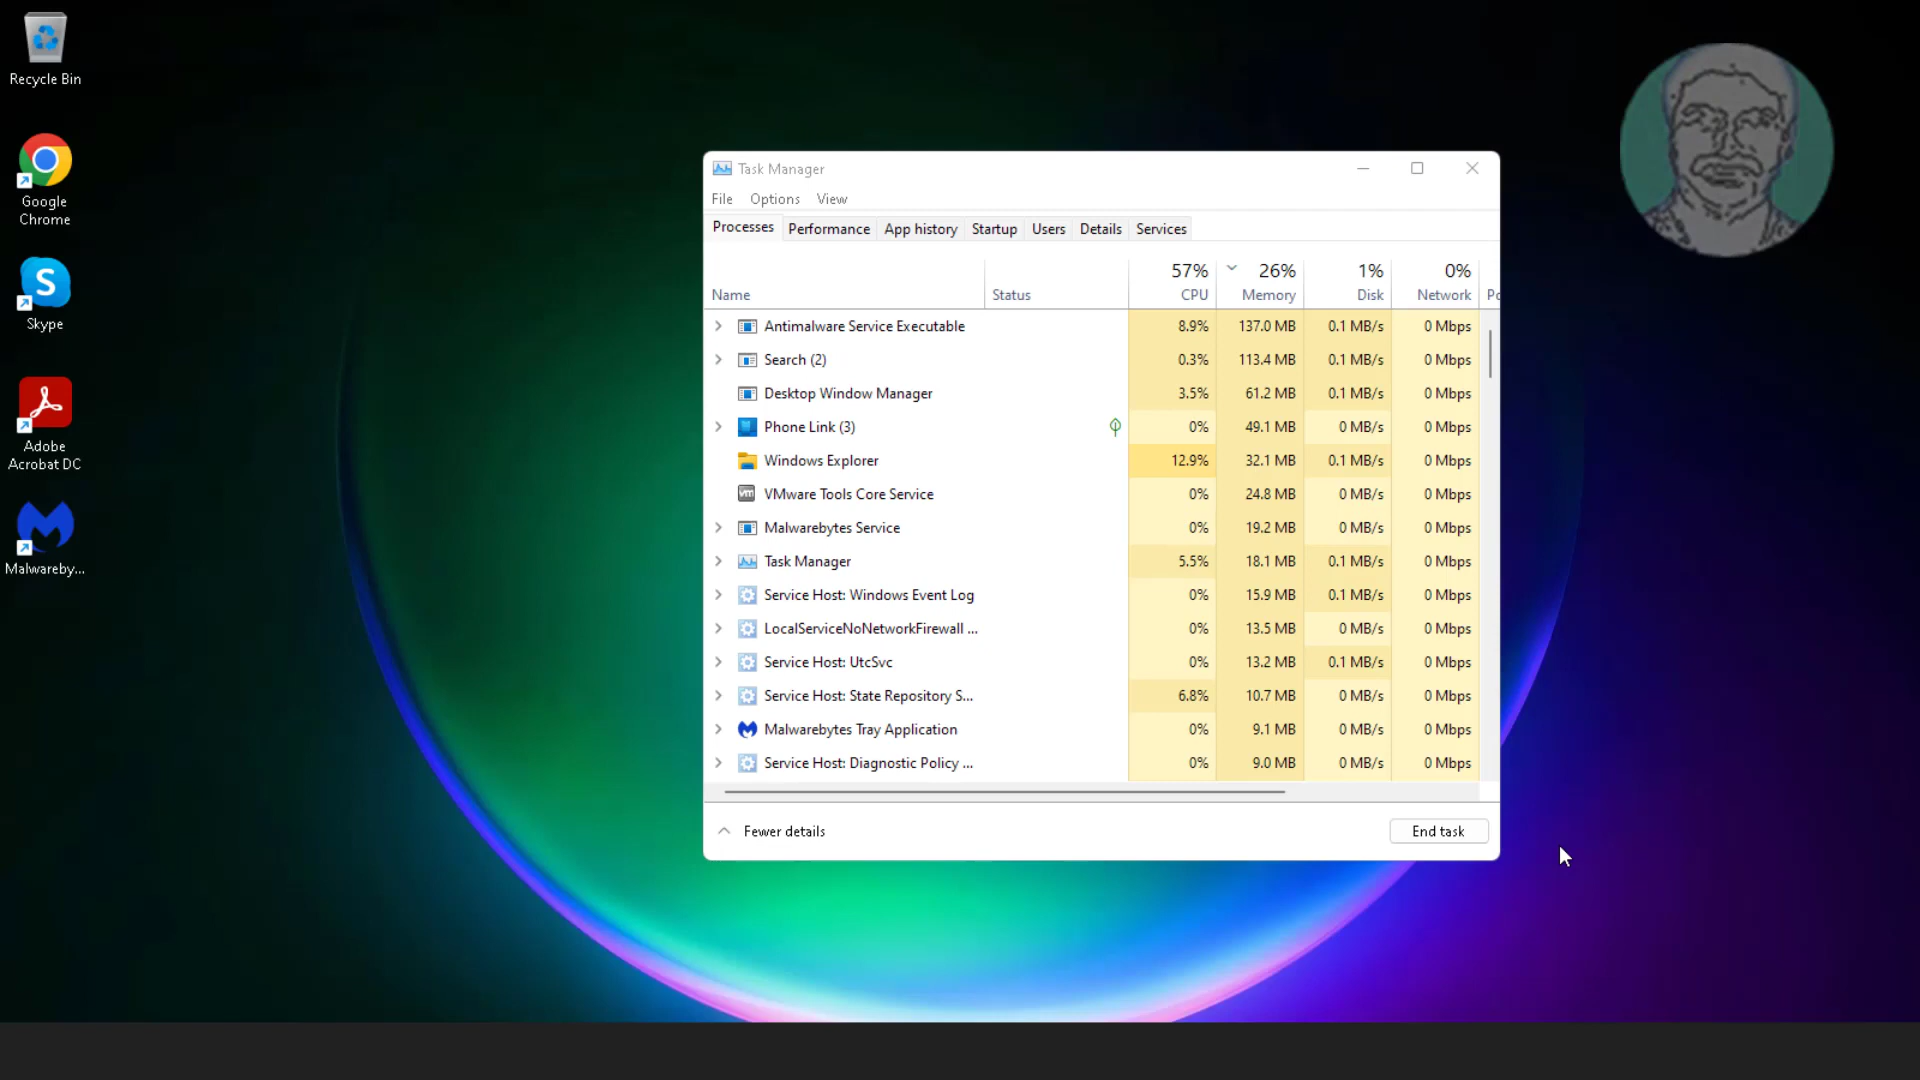 Recycle Bin
Google
Chrome
Skype
Adobe
Acrobat DC
Malwareby...
Task Manager
File Options View
Processes Performance App history Startup Users Details Services
57% 26% 1% 0%
Name Status CPU Memory Disk Network Po
Antimalware Service Executable 8.9% 137.0 MB 0.1 MB/s 0 Mbps
Search (2) 0.3% 113.4 MB 0.1 MB/s 0 Mbps
Desktop Window Manager 3.5% 61.2 MB 0.1 MB/s 0 Mbps
Phone Link (3) 0% 49.1 MB 0 MB/s 0 Mbps
Windows Explorer 12.9% 32.1 MB 0.1 MB/s 0 Mbps
vm VMware Tools Core Service 0% 24.8 MB 0 MB/s 0 Mbps
Malwarebytes Service 0% 19.2 MB 0 MB/s 0 Mbps
Task Manager 5.5% 18.1 MB 0.1 MB/s 0 Mbps
Service Host: Windows Event Log 0% 15.9 MB 0.1 MB/s 0 Mbps
LocalServiceNoNetworkFirewall ... 0% 13.5 MB 0 MB/s 0 Mbps
Service Host: UtcSvc 0% 13.2 MB 0.1 MB/s 0 Mbps
Service Host: State Repository S... 6.8% 10.7 MB 0 MB/s 0 Mbps
Malwarebytes Tray Application 0% 9.1 MB 0 MB/s 0 Mbps
Service Host: Diagnostic Policy ... 0% 9.0 MB 0 MB/s 0 Mbps
Fewer details End task